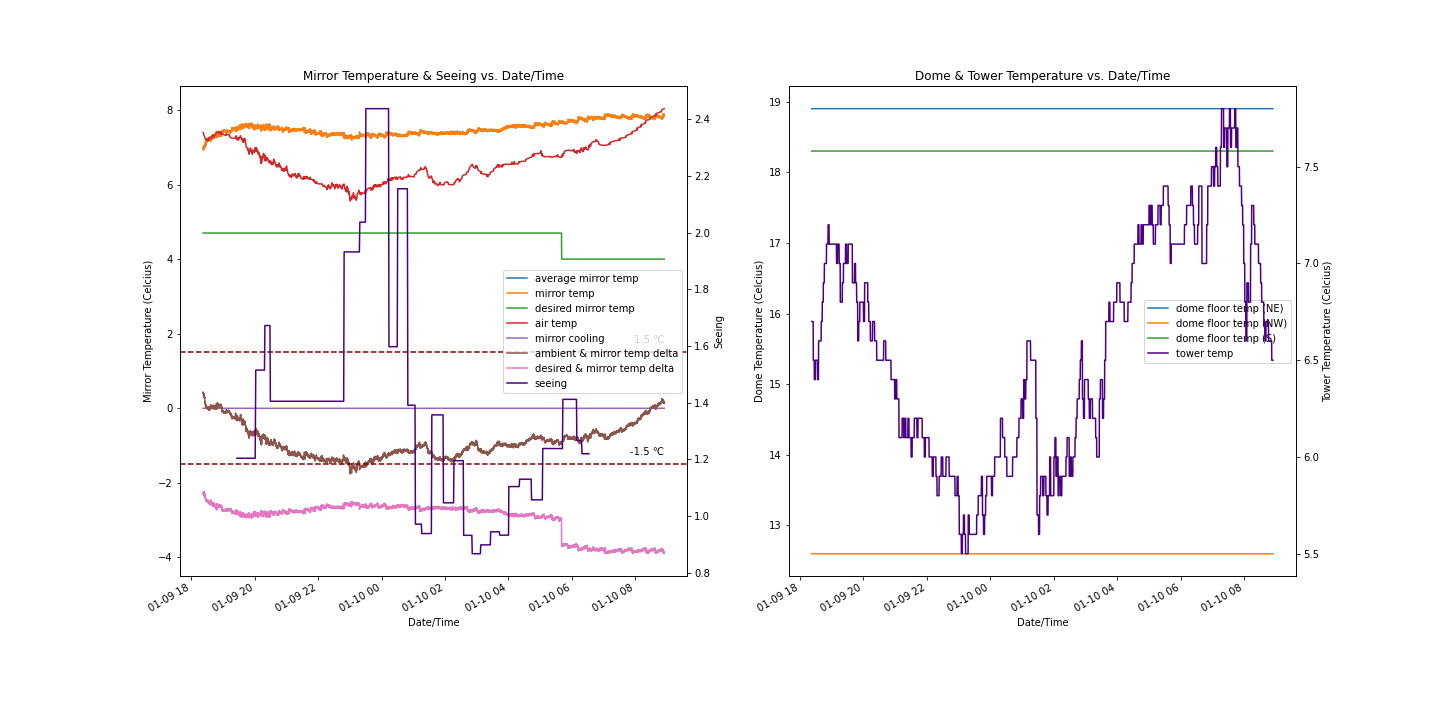 Mirror Temperature & Seeing vs. Date/Time
8
6
4
2
0
−2
−4
Mirror Temperature (Celcius)
2.4
2.2
2.0
1.8
1.6
1.4
1.2
1.0
0.8
Seeing
average mirror temp
mirror temp
desired mirror temp
air temp
mirror cooling
ambient & mirror temp delta
desired & mirror temp delta
seeing
1.5 °C
-1.5 °C
01-09 18
01-09 20
01-09 22
01-10 00
01-10 02
01-10 04
01-10 06
01-10 08
Date/Time
Dome & Tower Temperature vs. Date/Time
19
18
17
16
15
14
13
Dome Temperature (Celcius)
7.5
7.0
6.5
6.0
5.5
Tower Temperature (Celcius)
dome floor temp (NE)
dome floor temp (NW)
dome floor temp (S)
tower temp
01-09 18
01-09 20
01-09 22
01-10 00
01-10 02
01-10 04
01-10 06
01-10 08
Date/Time